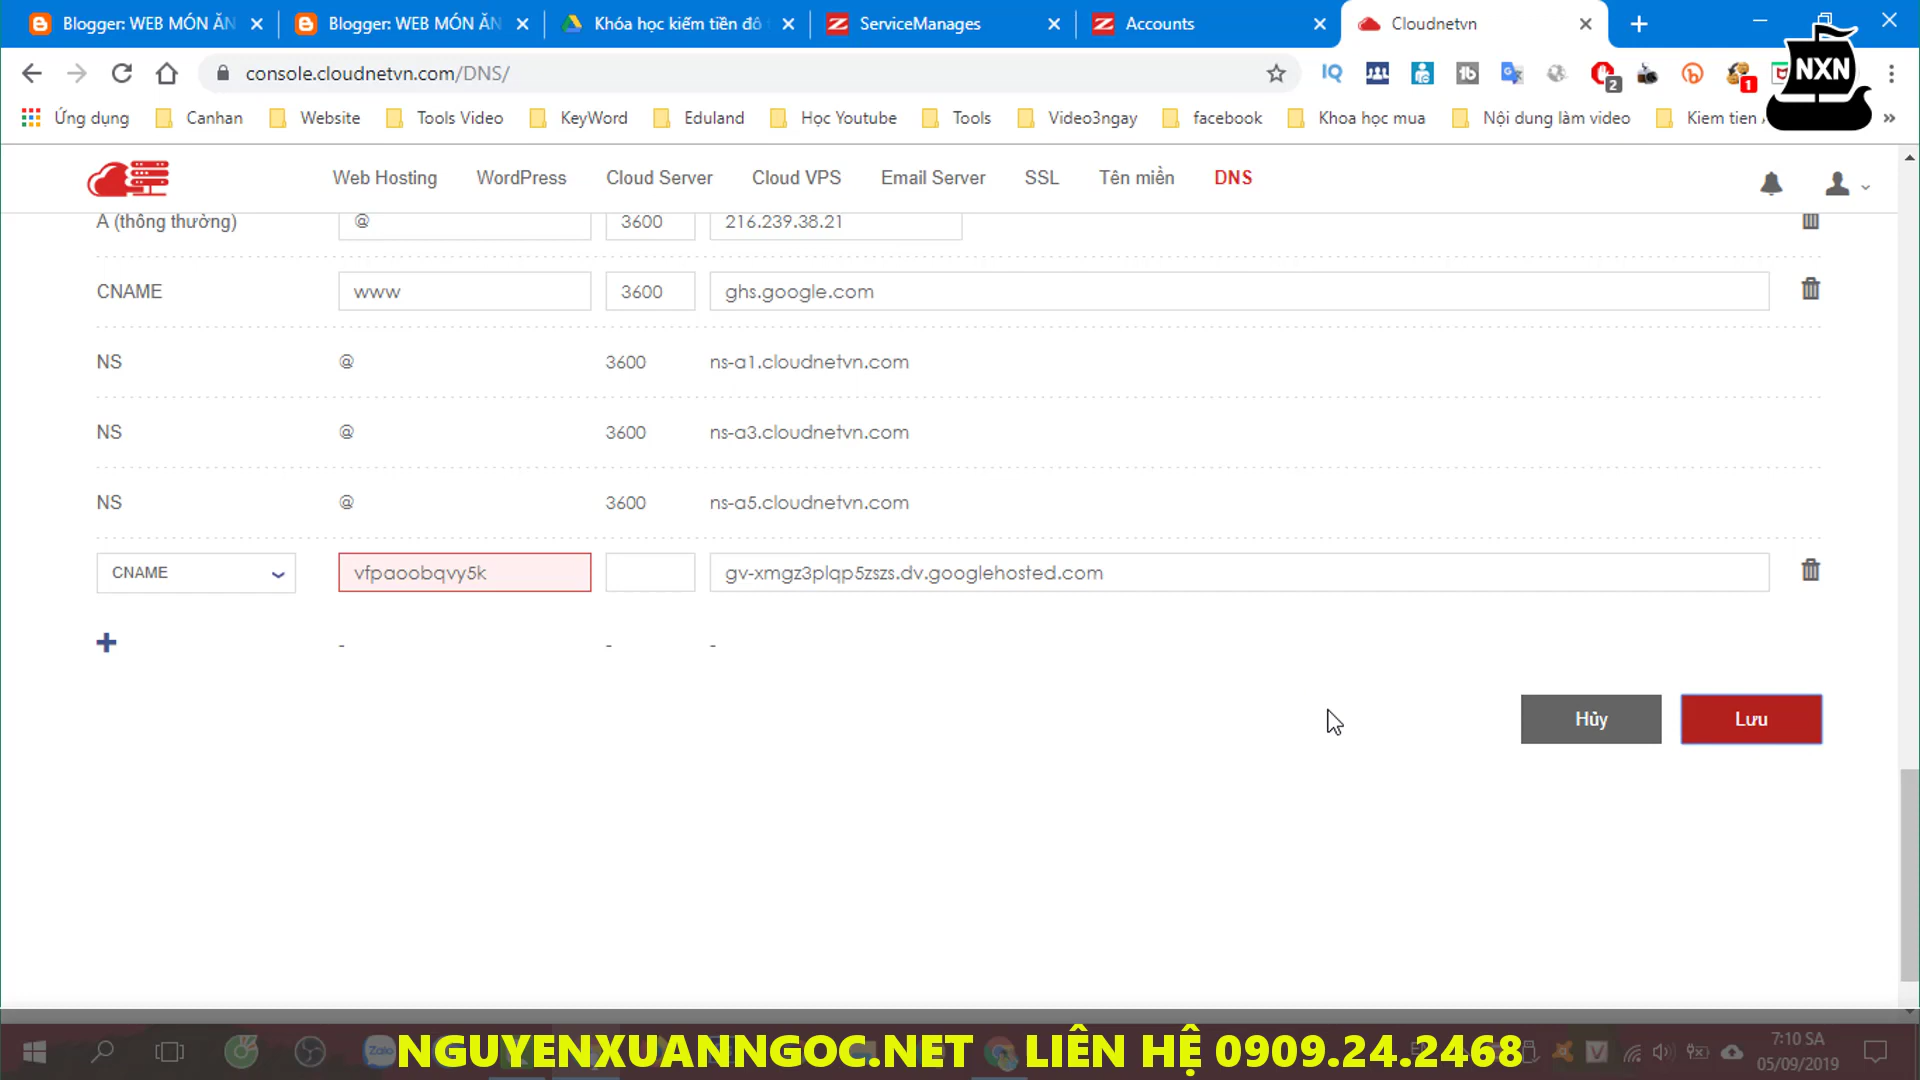 Blogger: WEB MÓN ĂN
Blogger: WEB MÓN ĂN
Khóa học kiếm tiền đô
ServiceManages
Accounts
Cloudnetvn
console.cloudnetvn.com/DNS/
2
1
NXN
Ứng dụng
Canhan
Website
Tools Video
KeyWord
Eduland
Học Youtube
Tools
Video3ngay
facebook
Khoa học mua
Nội dung làm video
Kiem tien
»
Web Hosting
WordPress
Cloud Server
Cloud VPS
Email Server
SSL
Tên miền
DNS
A (thông thường) @ 3600 216.239.38.21
CNAME www 3600 ghs.google.com
NS @ 3600 ns-a1.cloudnetvn.com
NS @ 3600 ns-a3.cloudnetvn.com
NS @ 3600 ns-a5.cloudnetvn.com
CNAME vfpaoobqvy5k gv-xmgz3plqp5zszs.dv.googlehosted.com
+ - - -
Hủy
Lưu
Zalo
NGUYENXUANNGOC.NET - LIÊN HỆ 0909.24.2468
7:10 SA
05/09/2019